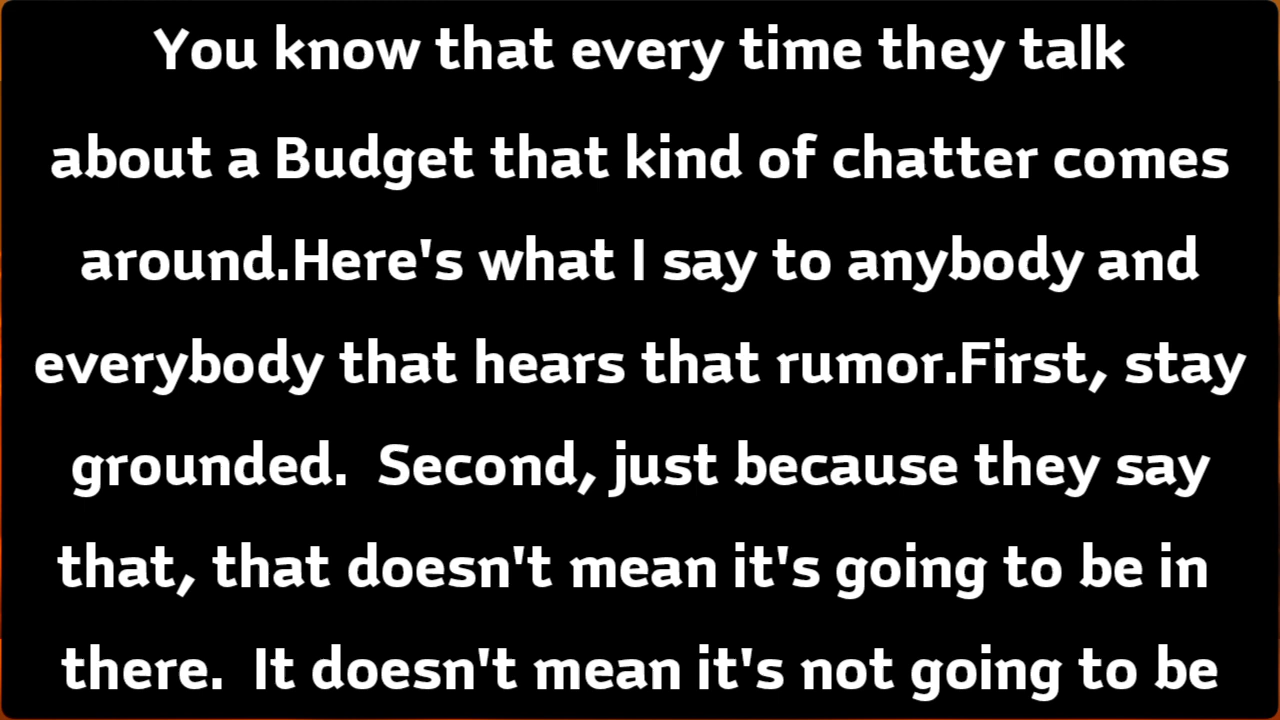 You know that every time they talk
about a Budget that kind of chatter comes
around.Here's what I say to anybody and
everybody that hears that rumor.First, stay
grounded.  Second, just because they say
that, that doesn't mean it's going to be in
there.  It doesn't mean it's not going to be